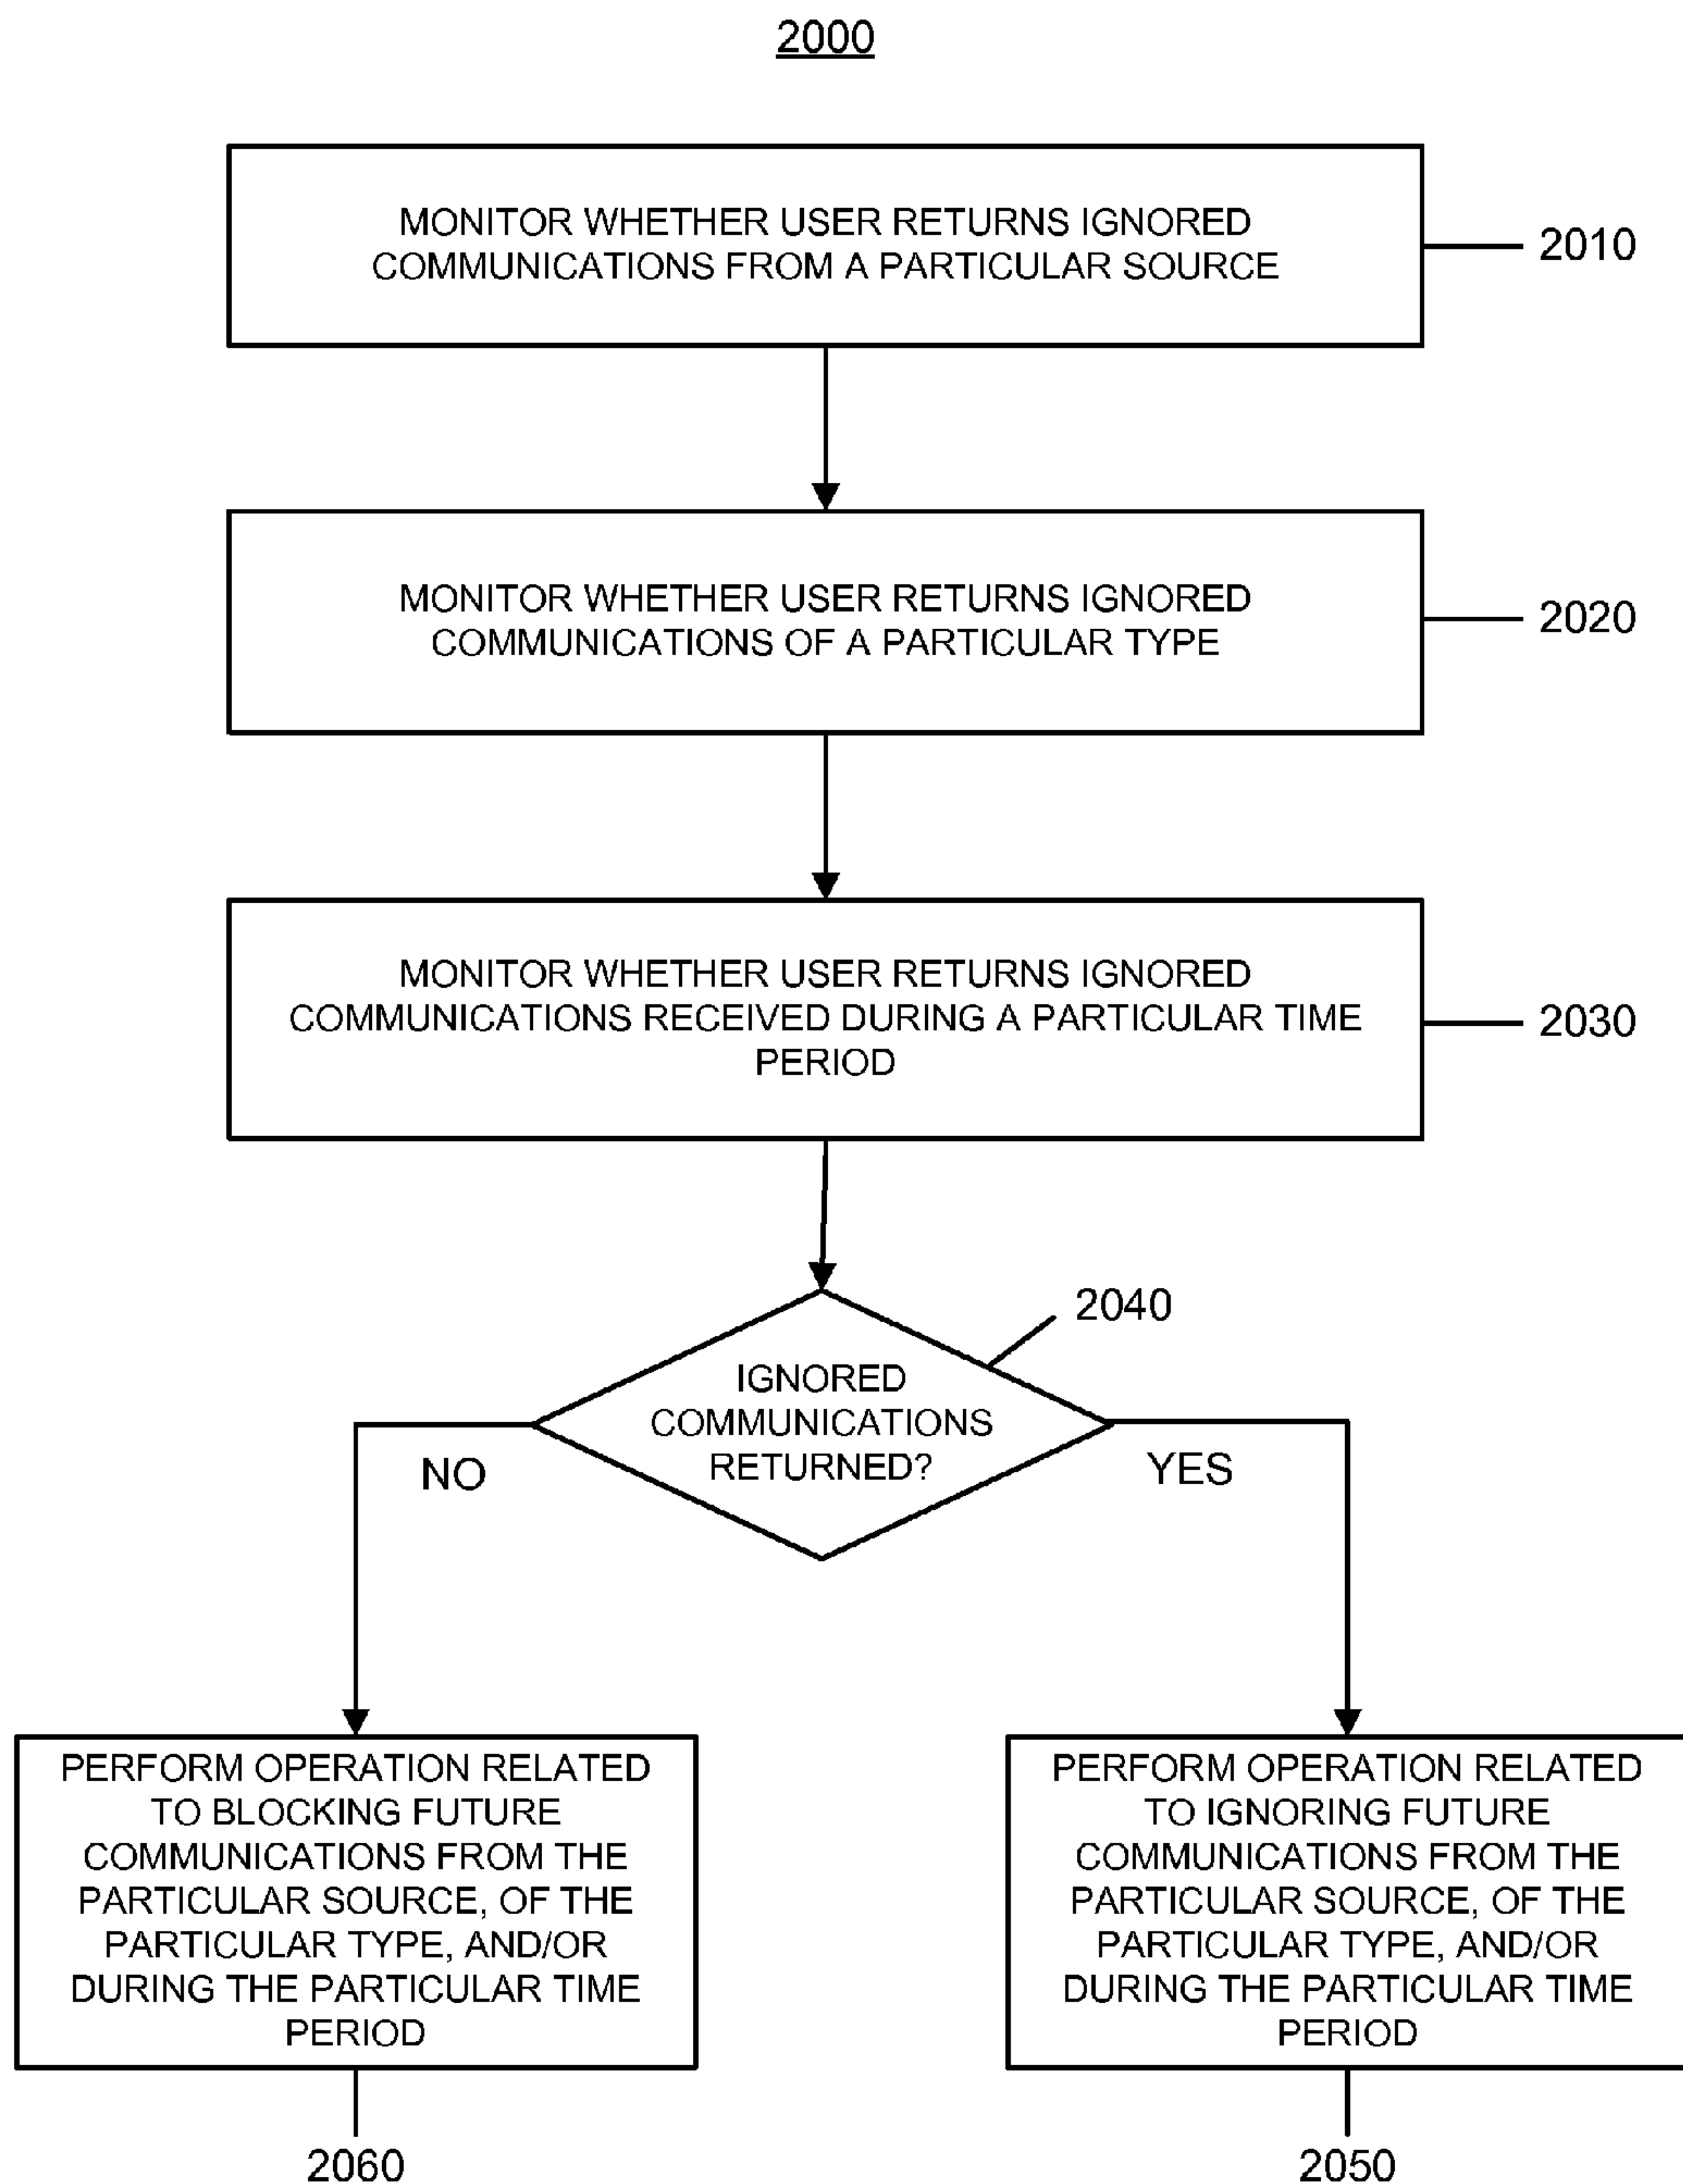 2000
MONITOR WHETHER USER RETURNS IGNORED
COMMUNICATIONS FROM A PARTICULAR SOURCE
2010
MONITOR WHETHER USER RETURNS IGNORED
COMMUNICATIONS OF A PARTICULAR TYPE
2020
MONITOR WHETHER USER RETURNS IGNORED
COMMUNICATIONS RECEIVED DURING A PARTICULAR TIME
PERIOD
2030
2040
IGNORED
COMMUNICATIONS
RETURNED?
NO
YES
PERFORM OPERATION RELATED
TO BLOCKING FUTURE
COMMUNICATIONS FROM THE
PARTICULAR SOURCE, OF THE
PARTICULAR TYPE, AND/OR
DURING THE PARTICULAR TIME
PERIOD
2060
PERFORM OPERATION RELATED
TO IGNORING FUTURE
COMMUNICATIONS FROM THE
PARTICULAR SOURCE, OF THE
PARTICULAR TYPE, AND/OR
DURING THE PARTICULAR TIME
PERIOD
2050